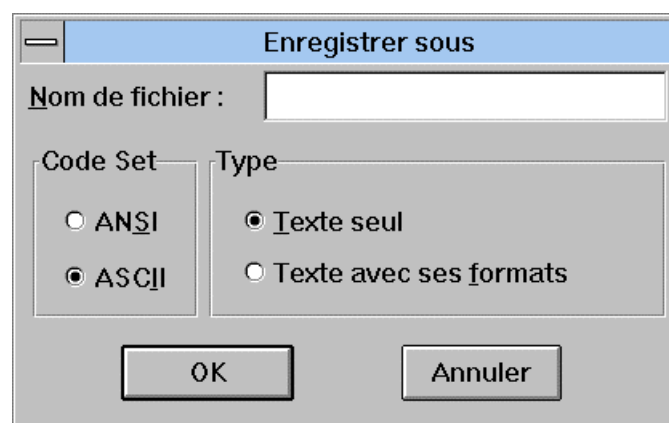 Enregistrer sous
Nom de fichier :
Code Set
Type
ANSI
Texte seul
ASCII
Texte avec ses formats
OK
Annuler